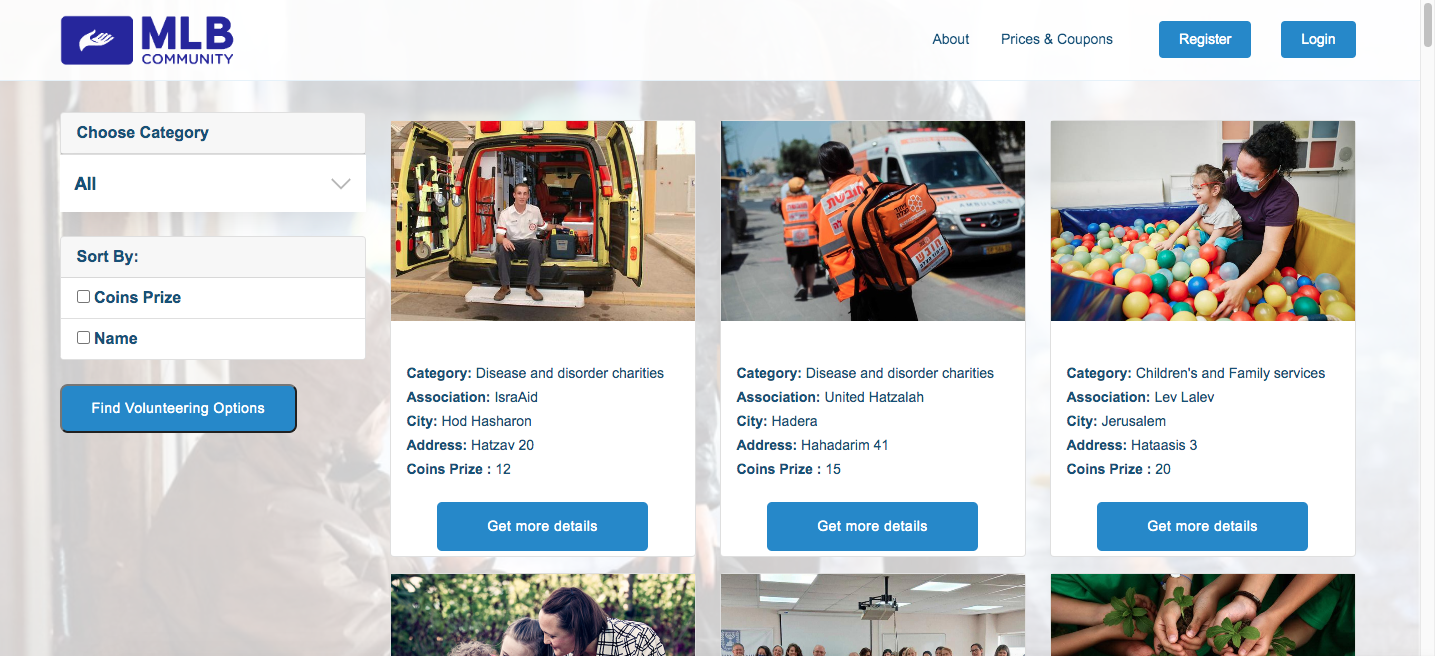 MLB
COMMUNITY
About
Prices & Coupons
Register
Login
Choose Category
All
Sort By:
Coins Prize
Name
Find Volunteering Options
חובשת
AMBULANCE
חובש
Category: Disease and disorder charities
Association: IsraAid
City: Hod Hasharon
Address: Hatzav 20
Coins Prize : 12
Get more details
Category: Disease and disorder charities
Association: United Hatzalah
City: Hadera
Address: Hahadarim 41
Coins Prize : 15
Get more details
Category: Children's and Family services
Association: Lev Lalev
City: Jerusalem
Address: Hataasis 3
Coins Prize : 20
Get more details